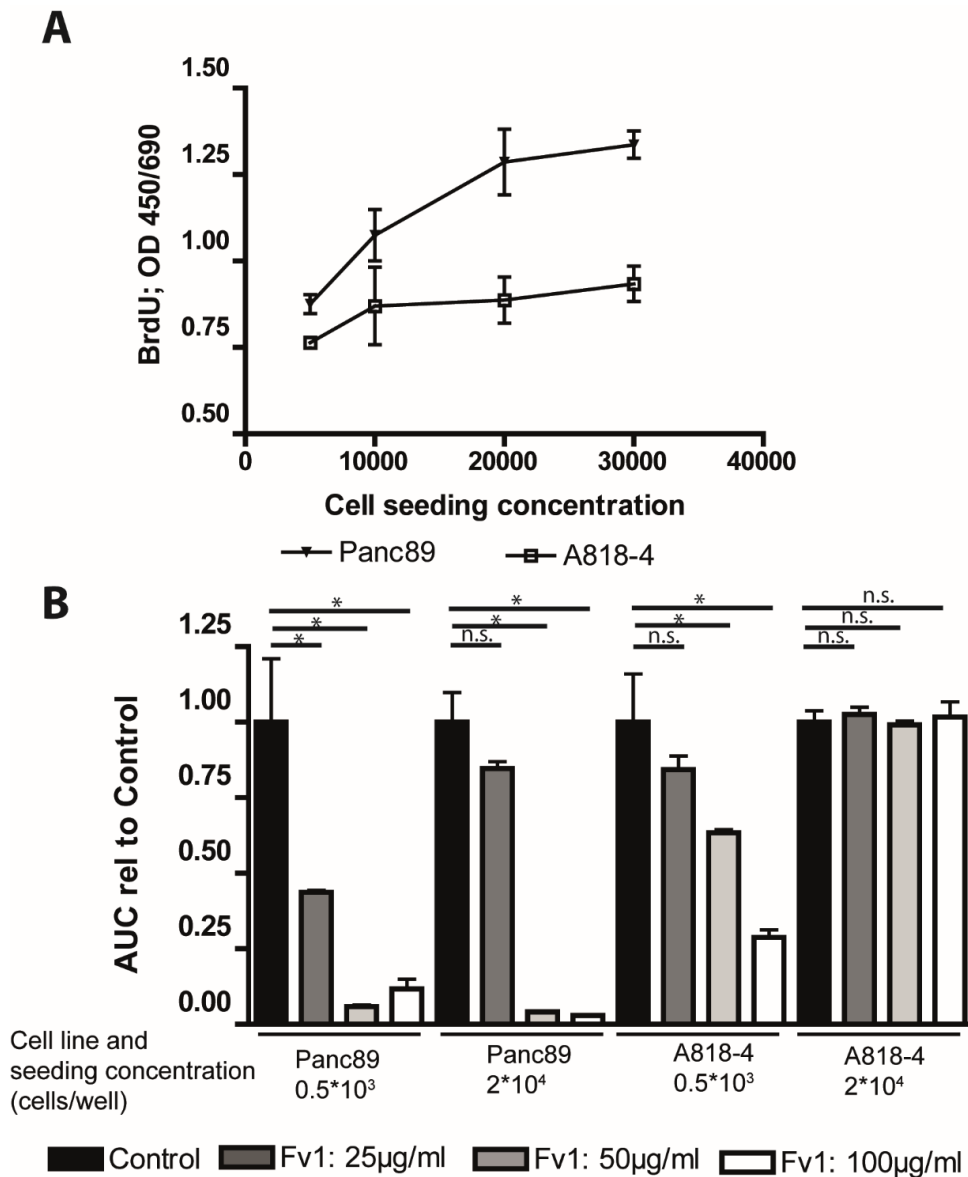 A
1.50
1.25
1.00
0.75
0.50
BrdU; OD 450/690
0 10000 20000 30000 40000
Cell seeding concentration
Panc89 A818-4
B
* * * n.s.
* * * n.s.
* n.s. n.s. n.s.
1.25
1.00
0.75
0.50
0.25
0.00
AUC rel to Control
Cell line and
seeding concentration
(cells/well)
Panc89 Panc89 A818-4 A818-4
0.5*10³ 2*10⁴ 0.5*10³ 2*10⁴
Control Fv1: 25µg/ml Fv1: 50µg/ml Fv1: 100µg/ml